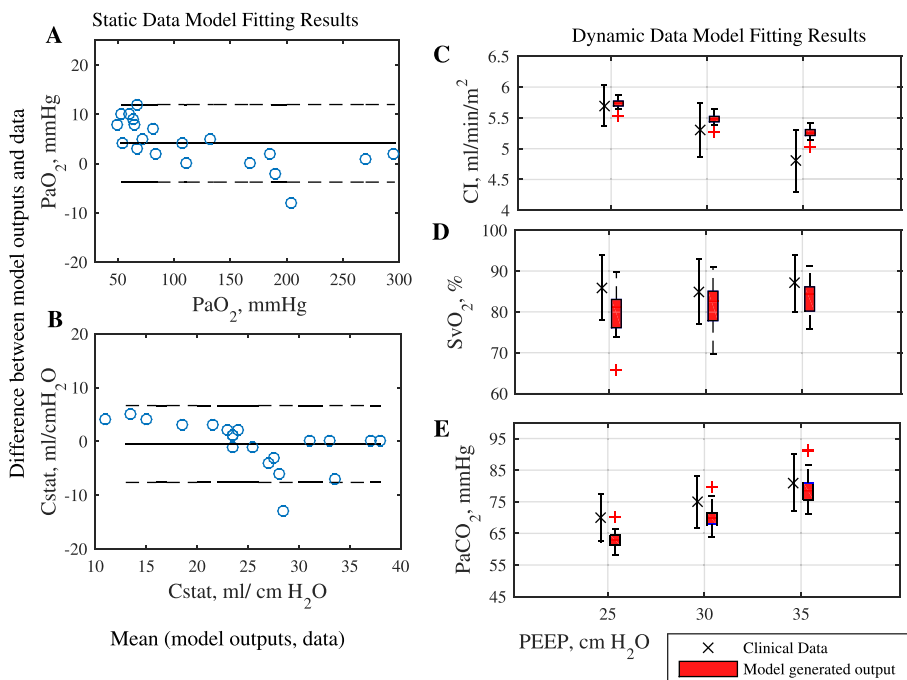 Static Data Model Fitting Results
Difference between model outputs and data
A
PaO2, mmHg
20
10
0
-10
-20
50
100
150
200
250
300
PaO2, mmHg
B
Cstat, ml/cmH2O
20
10
0
-10
-20
10
15
20
25
30
35
40
Cstat, ml/ cm H2O
Mean (model outputs, data)
Dynamic Data Model Fitting Results
C
CI, ml/min/m2
6.5
6
5.5
5
4.5
4
D
SvO2, %
100
90
80
70
60
E
PaCO2, mmHg
95
85
75
65
55
45
25
30
35
PEEP, cm H2O
Clinical Data
Model generated output